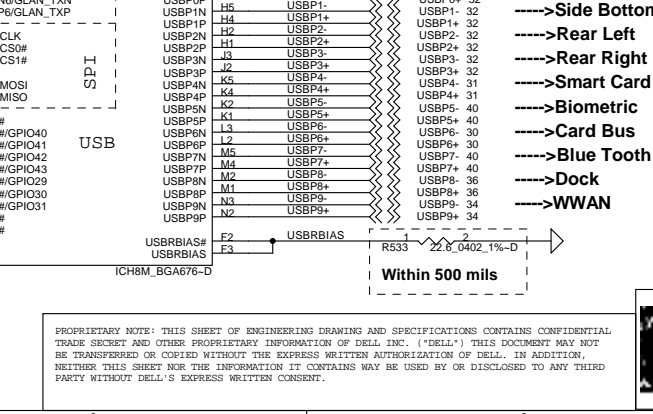 P6/GLAN_TXP
USBP1N H5 USBP1- USBP1- 32 ----->Side Bottom
USBP1P H4 USBP1+ USBP1+ 32
CLK USBP2N H2 USBP2- USBP2- 32 ----->Rear Left
CS0# USBP2P H1 USBP2+ USBP2+ 32
CS1# USBP3N J3 USBP3- USBP3- 32 ----->Rear Right
SPI USBP3P J2 USBP3+ USBP3+ 32
MOSI USBP4N K5 USBP4- USBP4- 31 ----->Smart Card
MISO USBP4P K4 USBP4+ USBP4+ 31
USBP5N K2 USBP5- USBP5- 40 ----->Biometric
# USBP5P K1 USBP5+ USBP5+ 40
#/GPIO40 USBP6N L3 USBP6- USBP6- 30 ----->Card Bus
#/GPIO41 USB USBP6P L2 USBP6+ USBP6+ 30
#/GPIO42 USBP7N M5 USBP7- USBP7- 40 ----->Blue Tooth
#/GPIO43 USBP7P M4 USBP7+ USBP7+ 40
#/GPIO29 USBP8N M2 USBP8- USBP8- 36 ----->Dock
#/GPIO30 USBP8P M1 USBP8+ USBP8+ 36
#/GPIO31 USBP9N N3 USBP9- USBP9- 34 ----->WWAN
# USBP9P N2 USBP9+ USBP9+ 34
#
USBRBIAS# F2 USBRBIAS 1 2
USBRBIAS F3 R533 22.6_0402_1%~D
ICH8M_BGA676~D
Within 500 mils
PROPRIETARY NOTE: THIS SHEET OF ENGINEERING DRAWING AND SPECIFICATIONS CONTAINS CONFIDENTIAL
TRADE SECRET AND OTHER PROPRIETARY INFORMATION OF DELL INC. ("DELL") THIS DOCUMENT MAY NOT
BE TRANSFERRED OR COPIED WITHOUT THE EXPRESS WRITTEN AUTHORIZATION OF DELL. IN ADDITION,
NEITHER THIS SHEET NOR THE INFORMATION IT CONTAINS WAY BE USED BY OR DISCLOSED TO ANY THIRD
PARTY WITHOUT DELL'S EXPRESS WRITTEN CONSENT.